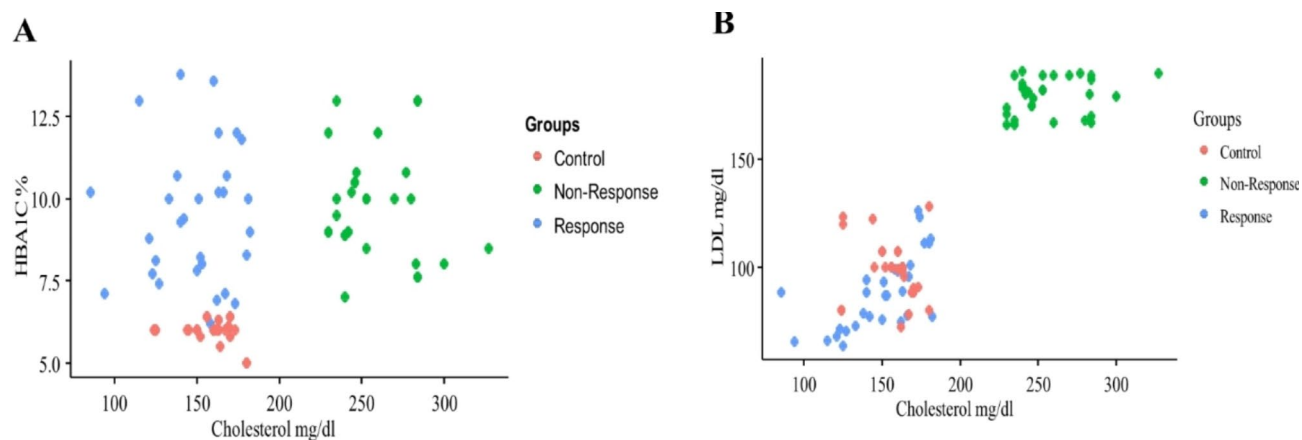 A
HBA1C %
12.5
10.0
7.5
5.0
100 150 200 250 300
Cholesterol mg/dl
Groups
Control
Non-Response
Response
B
LDL mg/dl
150
100
100 150 200 250 300
Cholesterol mg/dl
Groups
Control
Non-Response
Response